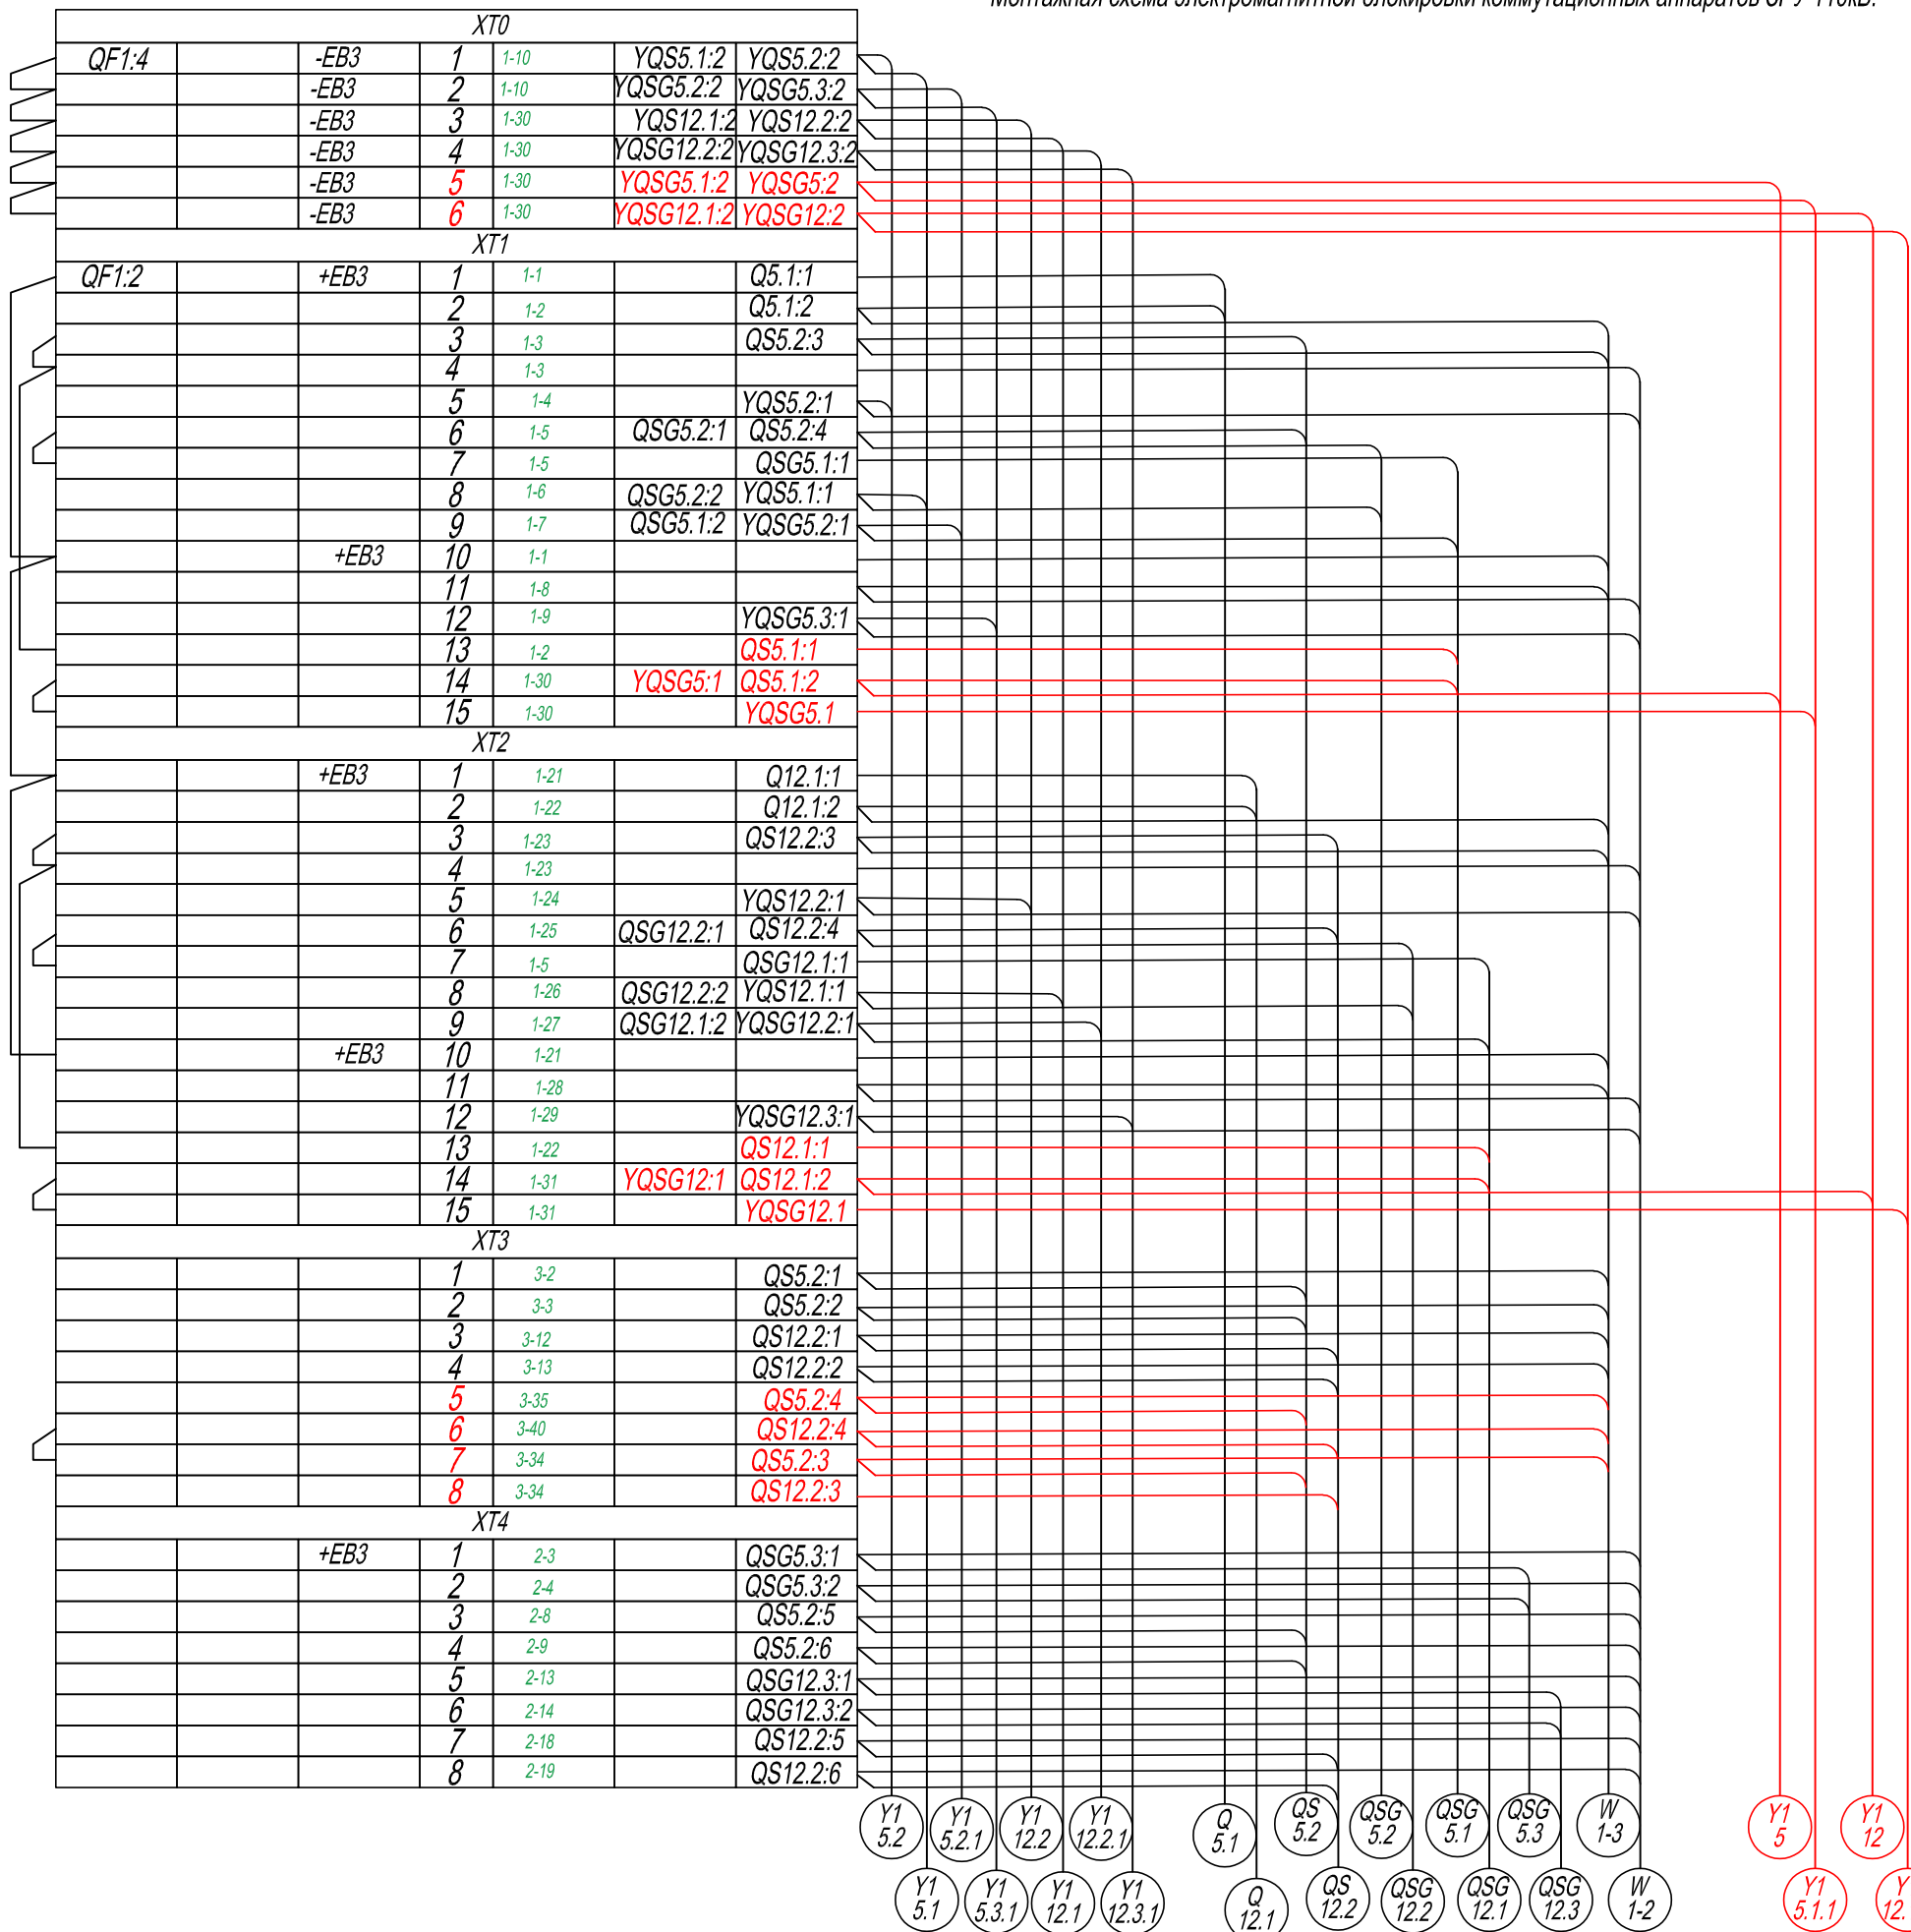 Монтажная схема электромагнитной блокировки коммутационных аппаратов ОРУ-110кВ.
XT0
QF1:4 -EB3 1 1-10 YQS5.1:2 YQS5.2:2
-EB3 2 1-10 YQSG5.2:2 YQSG5.3:2
-EB3 3 1-30 YQS12.1:2 YQS12.2:2
-EB3 4 1-30 YQSG12.2:2 YQSG12.3:2
-EB3 5 1-30 YQSG5.1:2 YQSG5:2
-EB3 6 1-30 YQSG12.1:2 YQSG12:2
XT1
QF1:2 +EB3 1 1-1 Q5.1:1
2 1-2 Q5.1:2
3 1-3 QS5.2:3
4 1-3
5 1-4 YQS5.2:1
6 1-5 QSG5.2:1 QS5.2:4
7 1-5 QSG5.1:1
8 1-6 QSG5.2:2 YQS5.1:1
9 1-7 QSG5.1:2 YQSG5.2:1
+EB3 10 1-1
11 1-8
12 1-9 YQSG5.3:1
13 1-2 QS5.1:1
14 1-30 YQSG5:1 QS5.1:2
15 1-30 YQSG5.1
XT2
+EB3 1 1-21 Q12.1:1
2 1-22 Q12.1:2
3 1-23 QS12.2:3
4 1-23
5 1-24 YQS12.2:1
6 1-25 QSG12.2:1 QS12.2:4
7 1-5 QSG12.1:1
8 1-26 QSG12.2:2 YQS12.1:1
9 1-27 QSG12.1:2 YQSG12.2:1
+EB3 10 1-21
11 1-28
12 1-29 YQSG12.3:1
13 1-22 QS12.1:1
14 1-31 YQSG12:1 QS12.1:2
15 1-31 YQSG12.1
XT3
1 3-2 QS5.2:1
2 3-3 QS5.2:2
3 3-12 QS12.2:1
4 3-13 QS12.2:2
5 3-35 QS5.2:4
6 3-40 QS12.2:4
7 3-34 QS5.2:3
8 3-34 QS12.2:3
XT4
+EB3 1 2-3 QSG5.3:1
2 2-4 QSG5.3:2
3 2-8 QS5.2:5
4 2-9 QS5.2:6
5 2-13 QSG12.3:1
6 2-14 QSG12.3:2
7 2-18 QS12.2:5
8 2-19 QS12.2:6
Y1
5.2
Y1
5.2.1
Y1
12.2
Y1
12.2.1
Q
5.1
QS
5.2
QSG
5.2
QSG
5.1
QSG
5.3
W
1-3
Y1
5
Y1
12
Y1
5.1
Y1
5.3.1
Y1
12.1
Y1
12.3.1
Q
12.1
QS
12.2
QSG
12.2
QSG
12.1
QSG
12.3
W
1-2
Y1
5.1.1